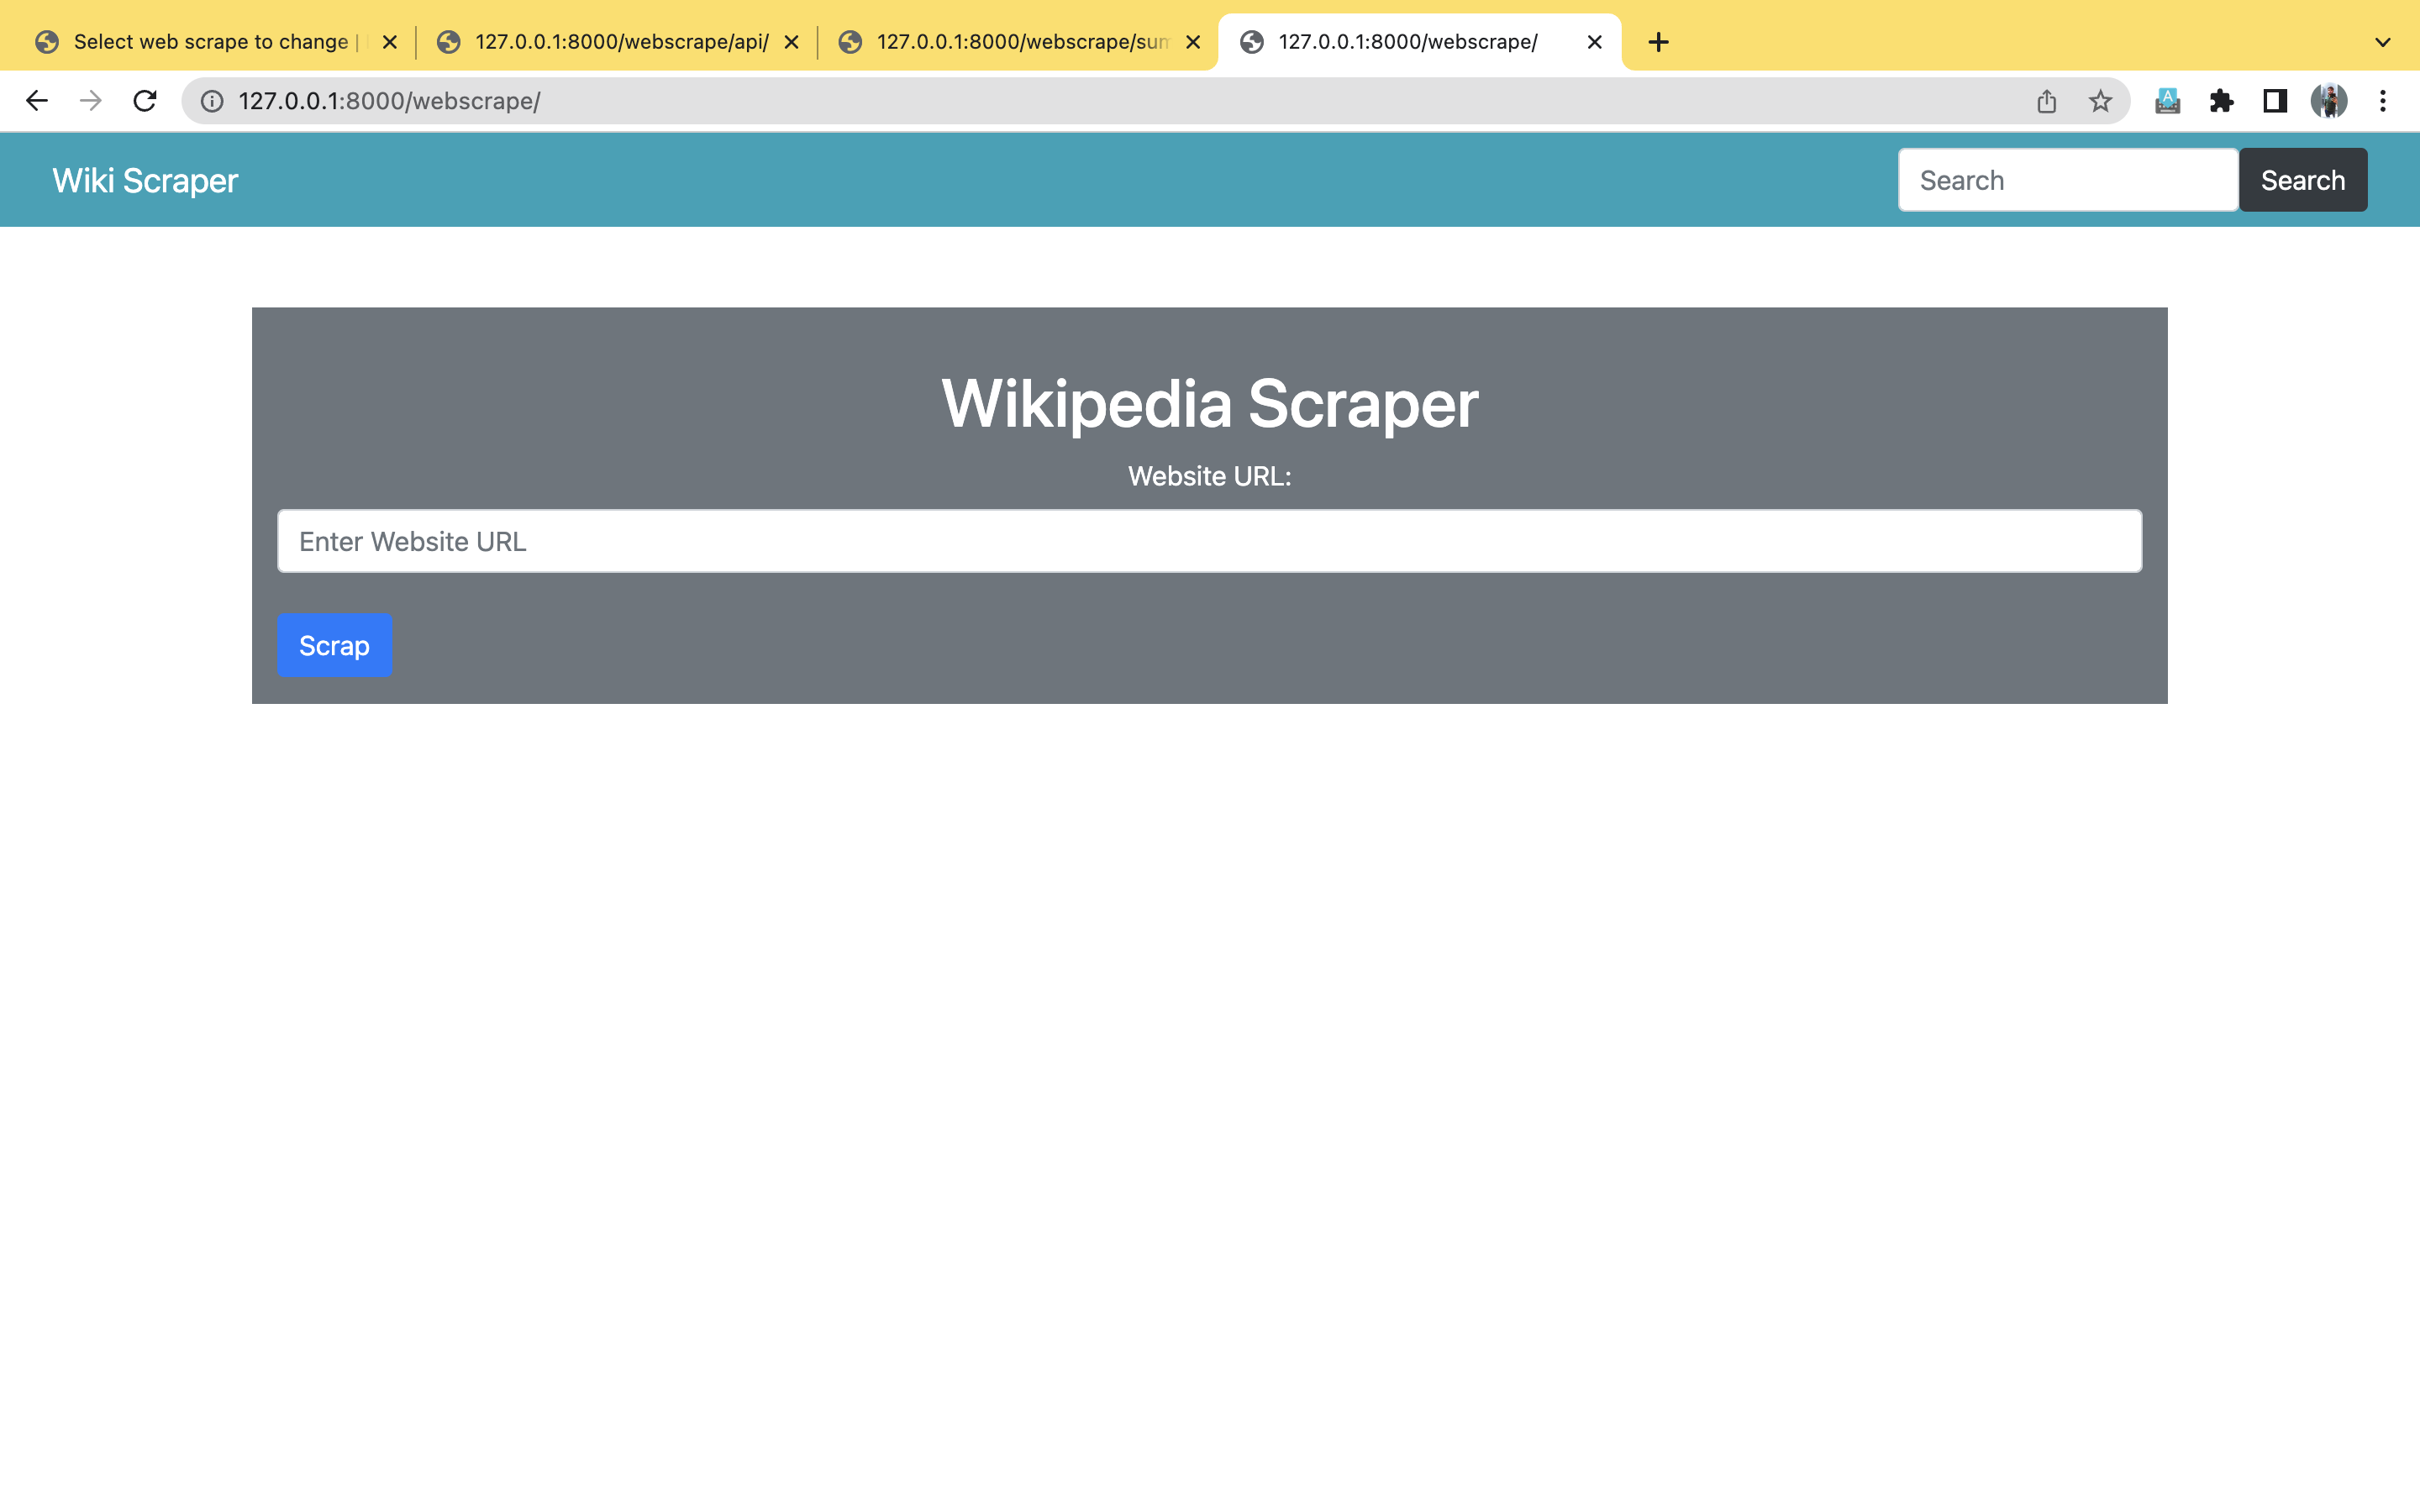 Select web scrape to change |
127.0.0.1:8000/webscrape/api/
127.0.0.1:8000/webscrape/sum
127.0.0.1:8000/webscrape/
127.0.0.1:8000/webscrape/
A
Wiki Scraper
Search
Search
Wikipedia Scraper
Website URL:
Enter Website URL
Scrap